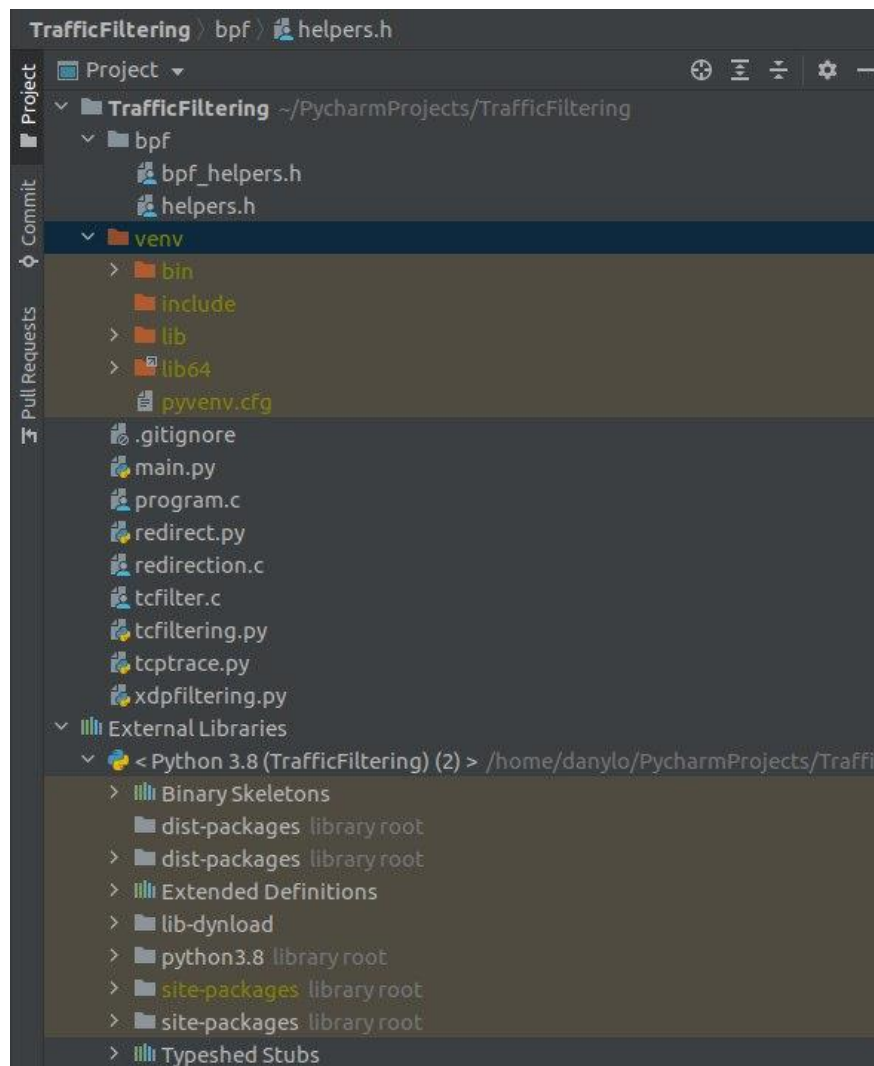 TrafficFiltering bpf helpers.h
Project
Project
Commit
Pull Requests
TrafficFiltering ~/PycharmProjects/TrafficFiltering
bpf
bpf_helpers.h
helpers.h
venv
bin
include
lib
lib64
pyvenv.cfg
.gitignore
main.py
program.c
redirect.py
redirection.c
tcfilter.c
tcfiltering.py
tcptrace.py
xdpfiltering.py
External Libraries
< Python 3.8 (TrafficFiltering) (2) > /home/danylo/PycharmProjects/Traffi
Binary Skeletons
dist-packages library root
dist-packages library root
Extended Definitions
lib-dynload
python3.8 library root
site-packages library root
site-packages library root
Typeshed Stubs